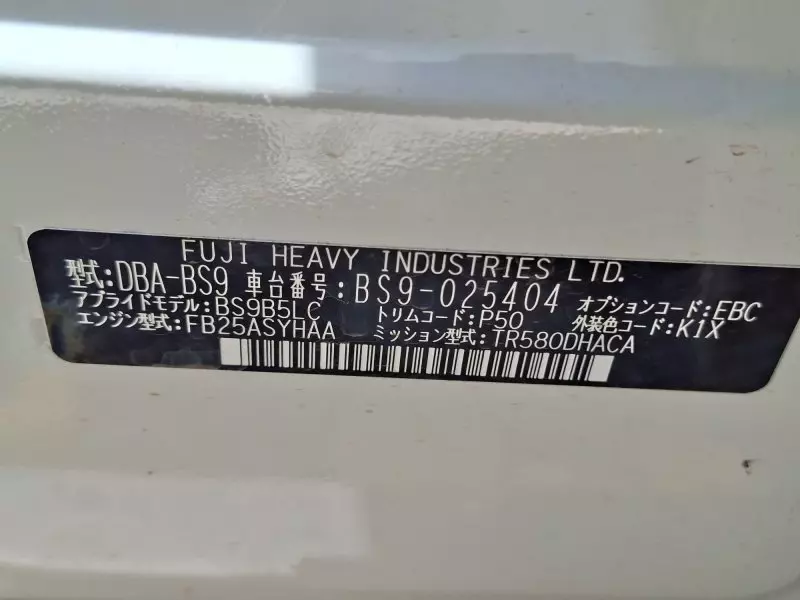 FUJI HEAVY INDUSTRIES LTD.
型式:DBA-BS9 車台番号:BS9-025404 オプションコード:EBC
アプライドモデル:BS9B5LC トリムコード:P50 外装色コード:K1X
エンジン型式:FB25ASYHAA ミッション型式:TR580DHACA